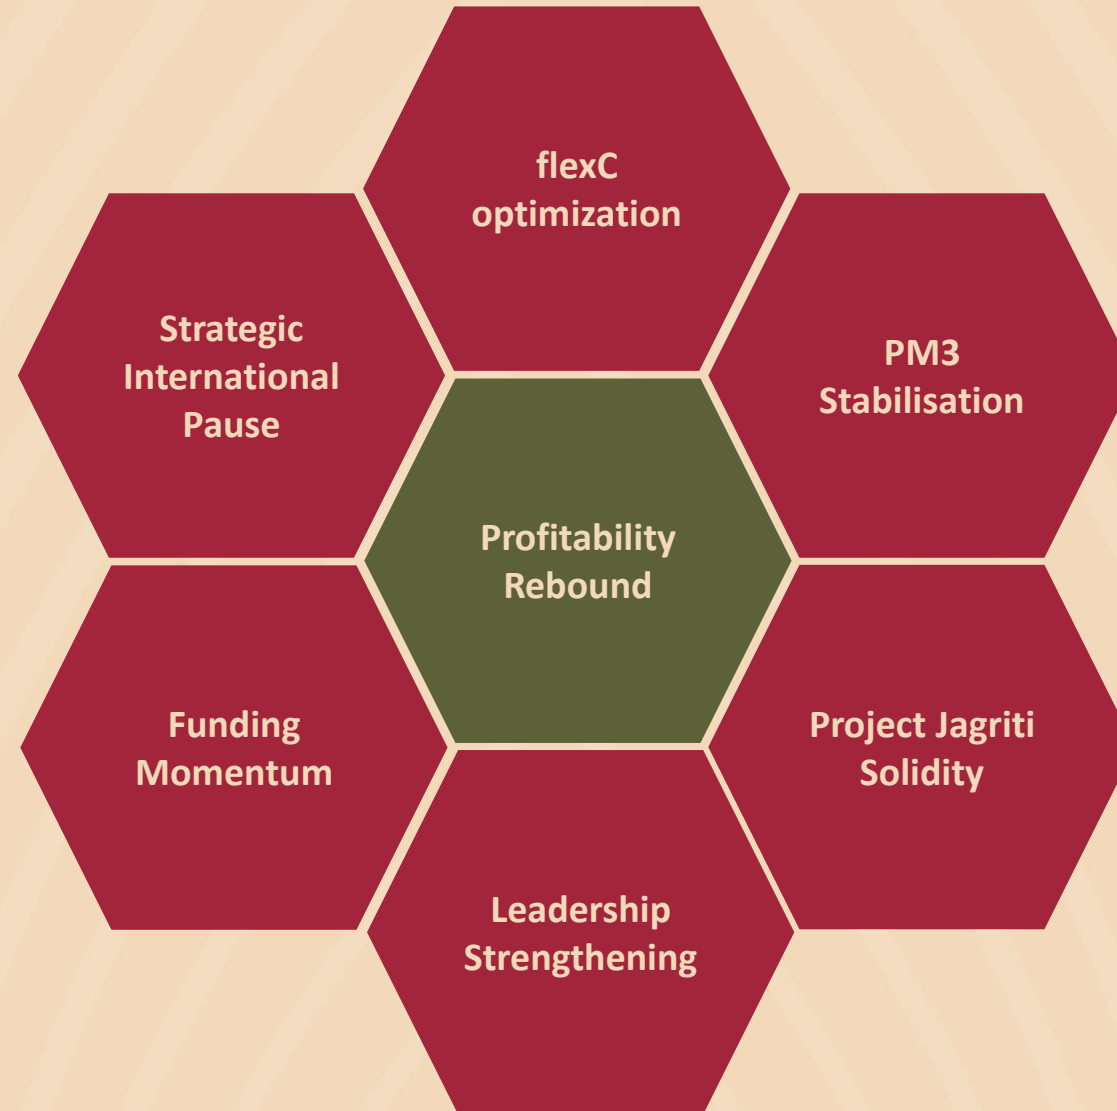 flexC
optimization
Strategic
International
Pause
PM3
Stabilisation
Profitability
Rebound
Funding
Momentum
Project Jagriti
Solidity
Leadership
Strengthening